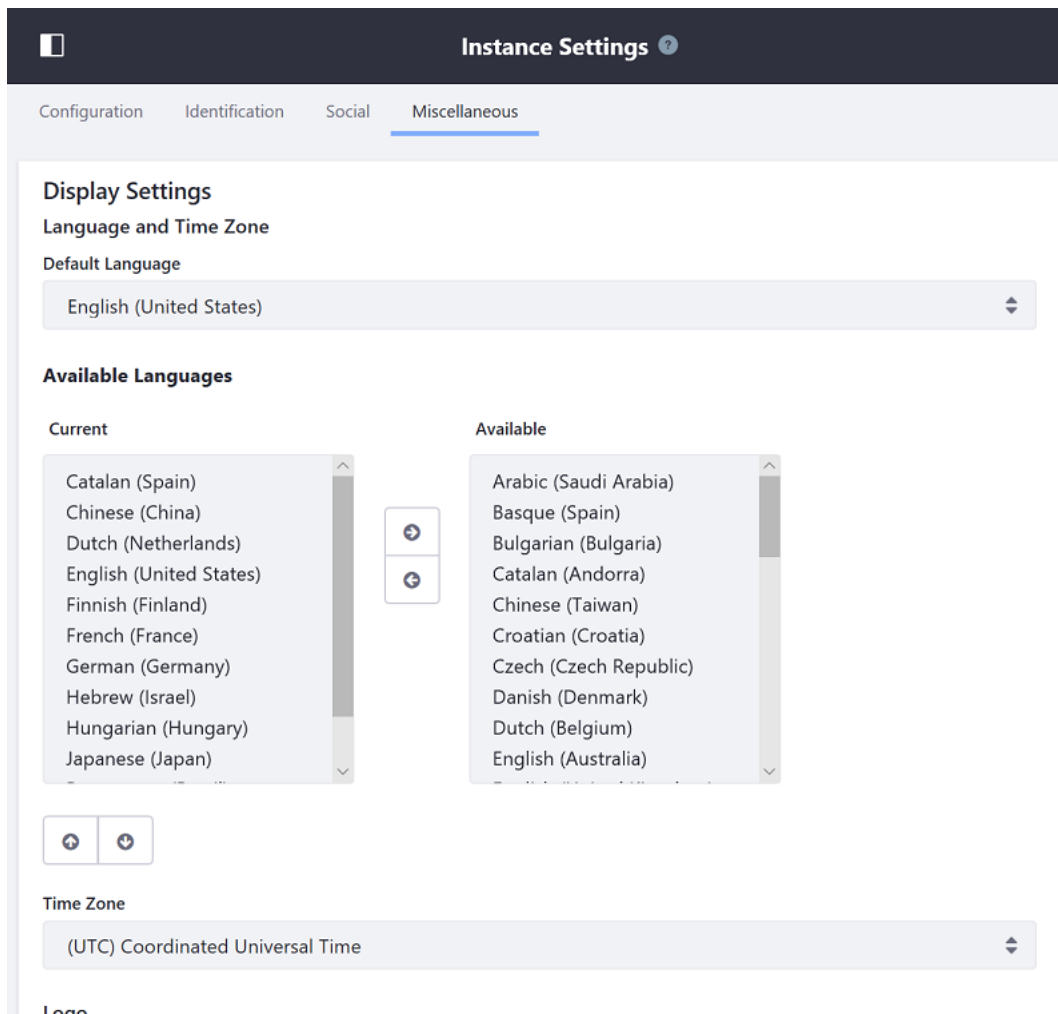 Instance Settings ?
Configuration Identification Social Miscellaneous
Display Settings
Language and Time Zone
Default Language
English (United States)
Available Languages
Current
Catalan (Spain)
Chinese (China)
Dutch (Netherlands)
English (United States)
Finnish (Finland)
French (France)
German (Germany)
Hebrew (Israel)
Hungarian (Hungary)
Japanese (Japan)
Available
Arabic (Saudi Arabia)
Basque (Spain)
Bulgarian (Bulgaria)
Catalan (Andorra)
Chinese (Taiwan)
Croatian (Croatia)
Czech (Czech Republic)
Danish (Denmark)
Dutch (Belgium)
English (Australia)
Time Zone
(UTC) Coordinated Universal Time
Logo